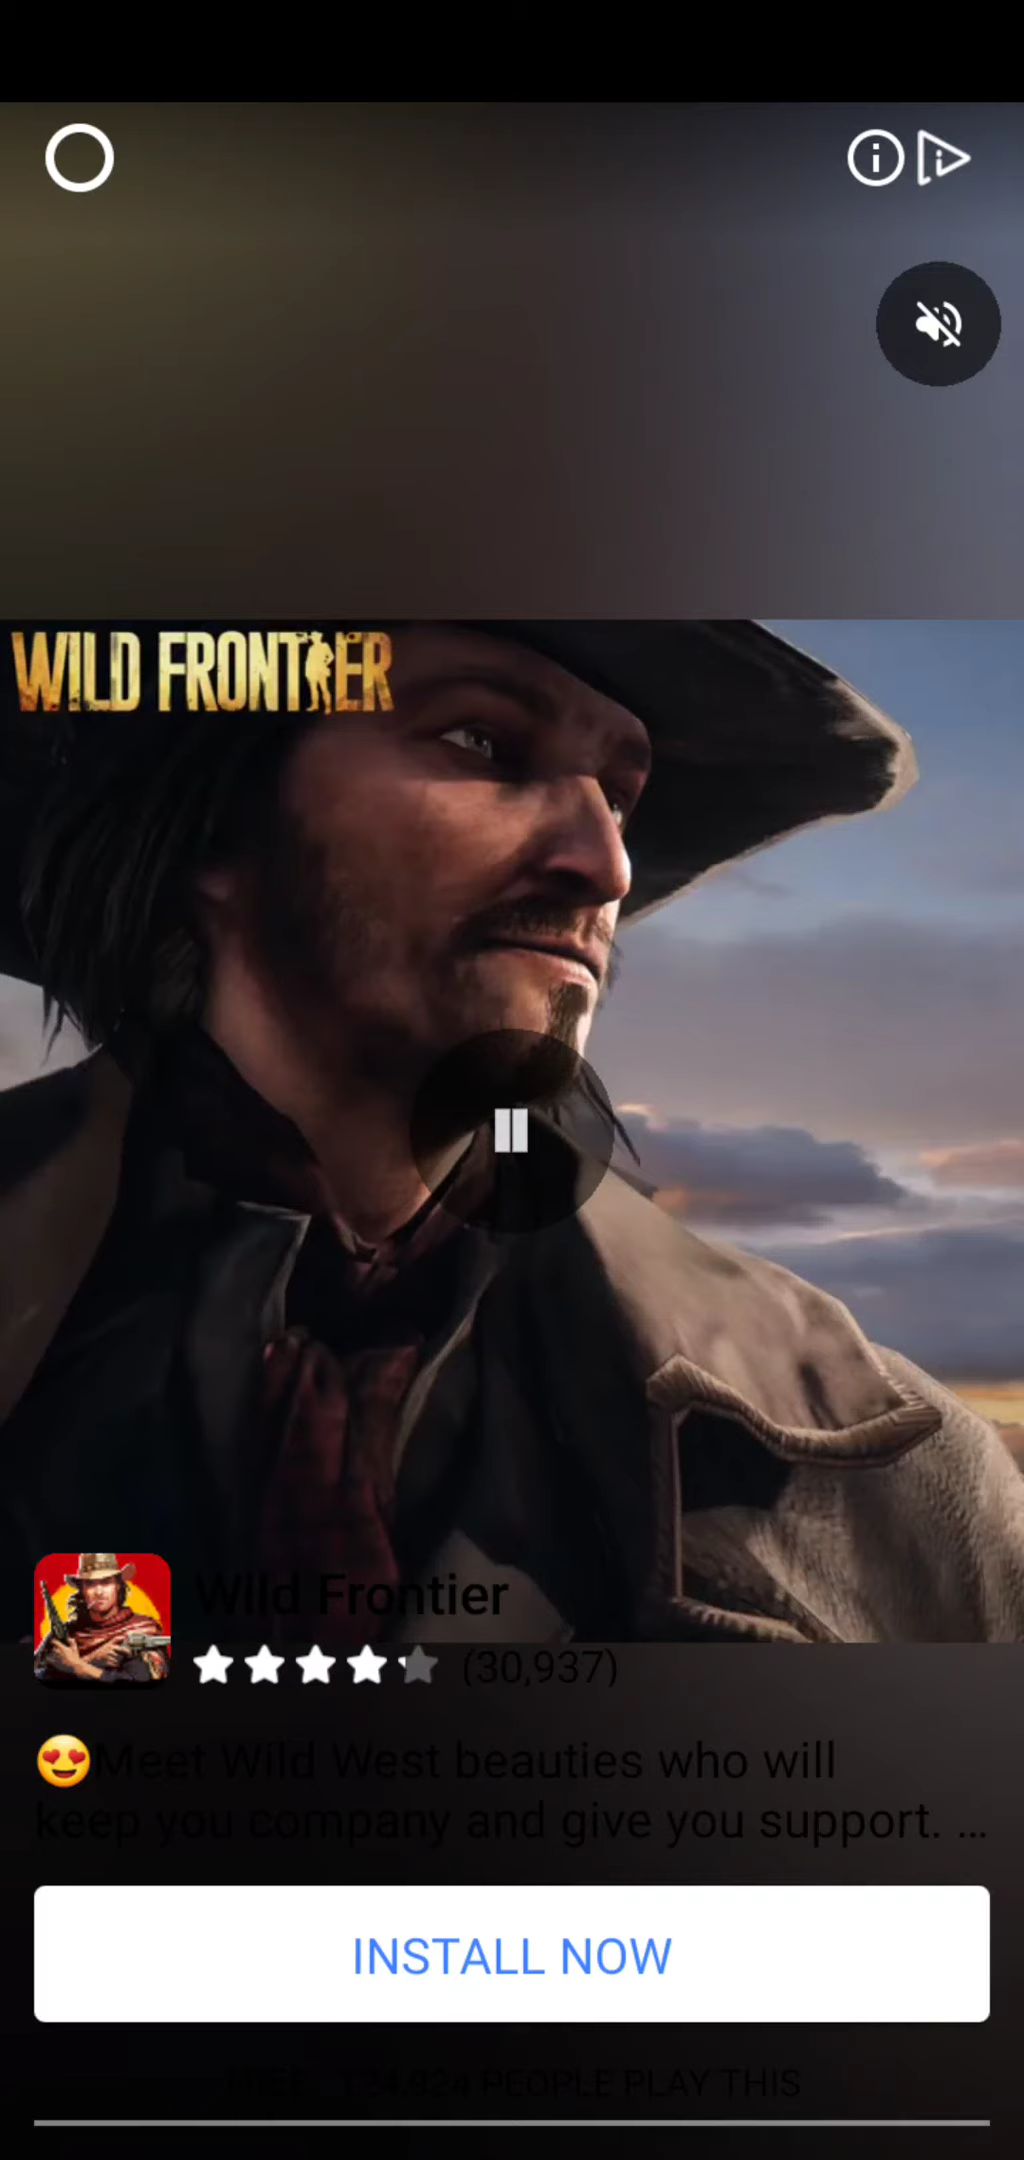 WILD FRONTIER
Wild Frontier
(30,937)
Meet Wild West beauties who will
keep you company and give you support. ...
INSTALL NOW
PEOPLE PLAY THIS